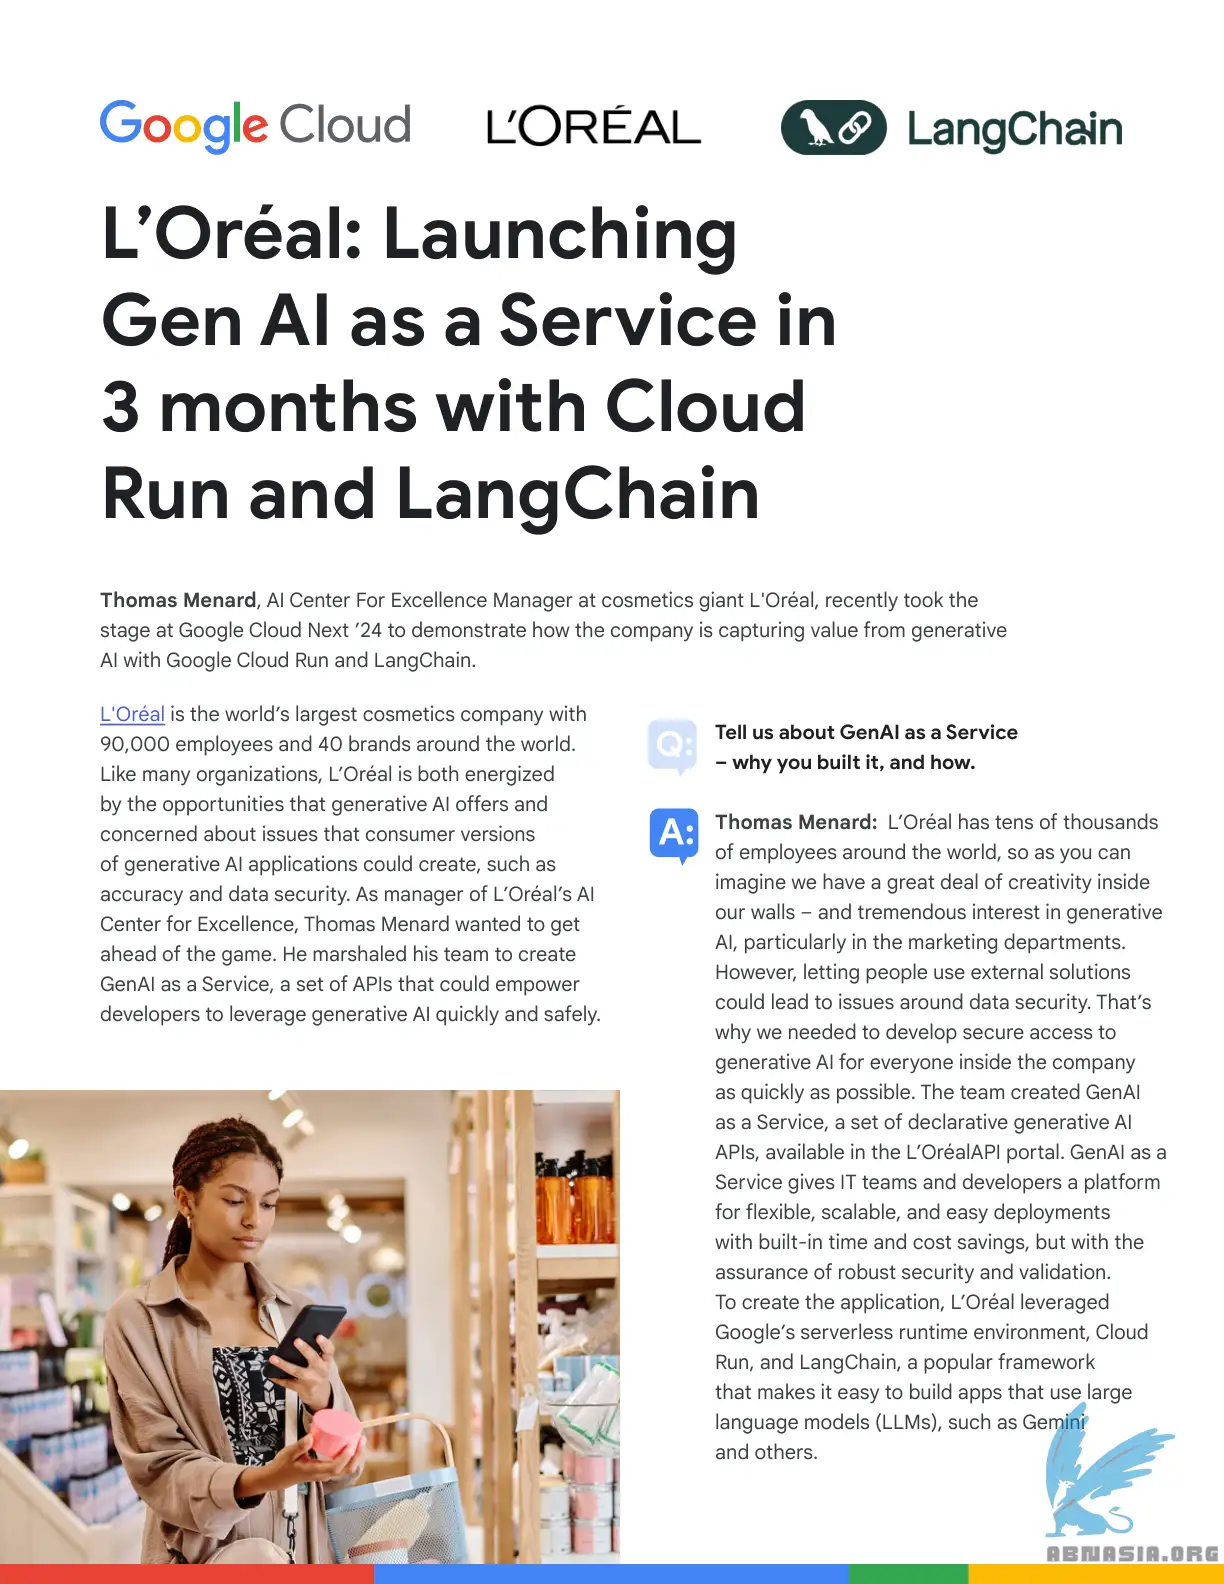 Google Cloud
L'ORÉAL
LangChain
L’Oréal: Launching
Gen AI as a Service in
3 months with Cloud
Run and LangChain
Thomas Menard, AI Center For Excellence Manager at cosmetics giant L'Oréal, recently took the
stage at Google Cloud Next ’24 to demonstrate how the company is capturing value from generative
AI with Google Cloud Run and LangChain.
L'Oréal is the world’s largest cosmetics company with
90,000 employees and 40 brands around the world.
Like many organizations, L’Oréal is both energized
by the opportunities that generative AI offers and
concerned about issues that consumer versions
of generative AI applications could create, such as
accuracy and data security. As manager of L’Oréal’s AI
Center for Excellence, Thomas Menard wanted to get
ahead of the game. He marshaled his team to create
GenAI as a Service, a set of APIs that could empower
developers to leverage generative AI quickly and safely.
Q:
Tell us about GenAI as a Service
– why you built it, and how.
A:
Thomas Menard: L’Oréal has tens of thousands
of employees around the world, so as you can
imagine we have a great deal of creativity inside
our walls – and tremendous interest in generative
AI, particularly in the marketing departments.
However, letting people use external solutions
could lead to issues around data security. That’s
why we needed to develop secure access to
generative AI for everyone inside the company
as quickly as possible. The team created GenAI
as a Service, a set of declarative generative AI
APIs, available in the L’OréalAPI portal. GenAI as a
Service gives IT teams and developers a platform
for flexible, scalable, and easy deployments
with built-in time and cost savings, but with the
assurance of robust security and validation.
To create the application, L’Oréal leveraged
Google’s serverless runtime environment, Cloud
Run, and LangChain, a popular framework
that makes it easy to build apps that use large
language models (LLMs), such as Gemini
and others.
ABNASIA.ORG